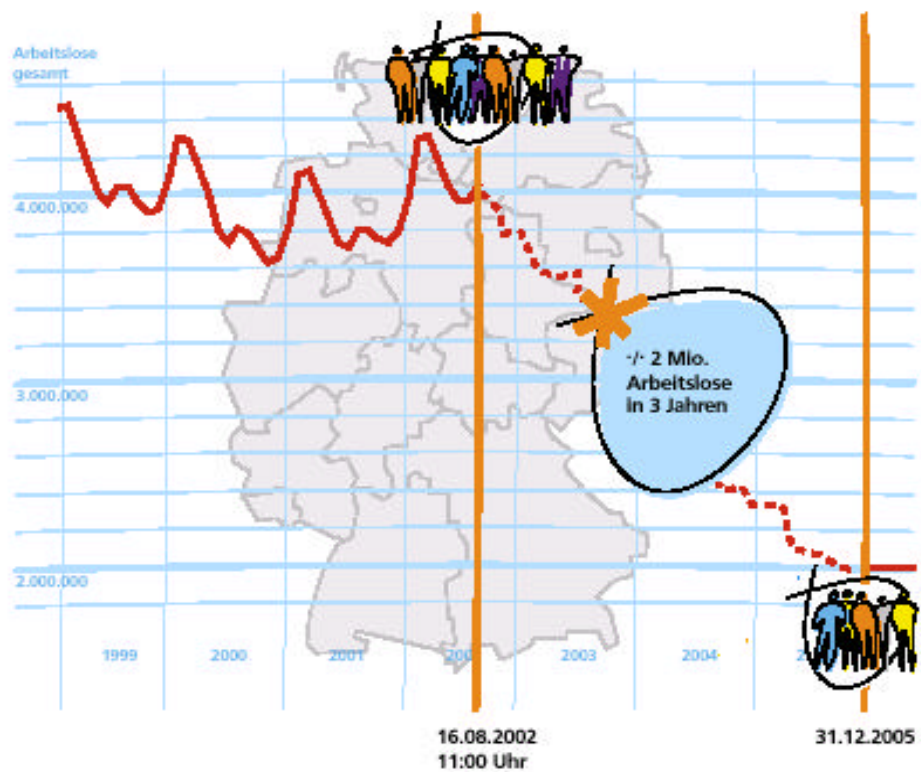 Arbeitslose
gesamt
4.000.000
3.000.000
2.000.000
-/- 2 Mio.
Arbeitslose
in 3 Jahren
1999 2000 2001 2003 2004
16.08.2002
11:00 Uhr
31.12.2005